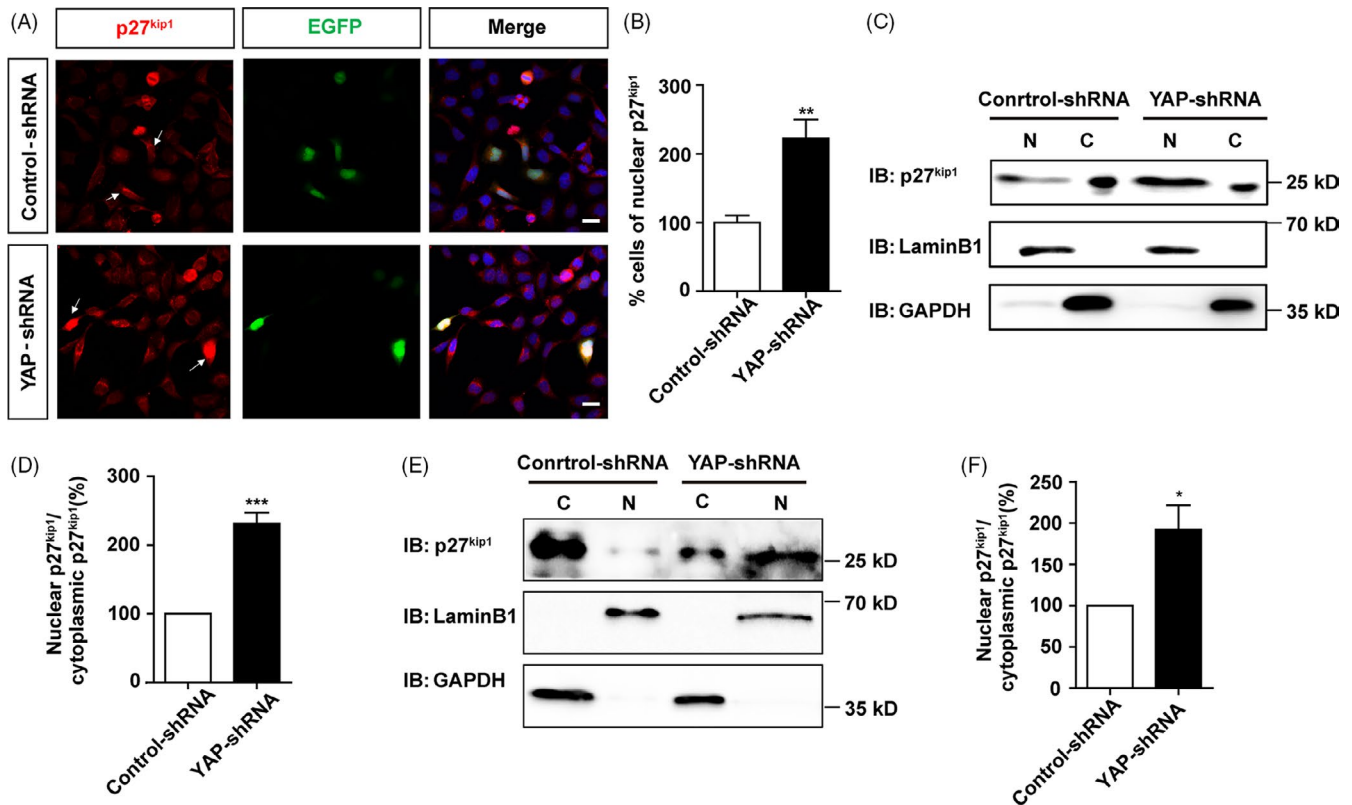 (A)
p27kip1
EGFP
Merge
Control-shRNA
YAP-shRNA
(B)
% cells of nuclear p27kip1
300
200
100
0
**
Control-shRNA
YAP-shRNA
(C)
Conrtrol-shRNA YAP-shRNA
N C N C
IB: p27kip1
25 kD
70 kD
IB: LaminB1
IB: GAPDH
35 kD
(D)
Nuclear p27kip1/
cytoplasmic p27kip1(%)
300
200
100
0
***
Control-shRNA
YAP-shRNA
(E)
Conrtrol-shRNA YAP-shRNA
C N C N
IB: p27kip1
25 kD
70 kD
IB: LaminB1
IB: GAPDH
35 kD
(F)
Nuclear p27kip1/
cytoplasmic p27kip1(%)
250
200
150
100
50
0
*
Control-shRNA
YAP-shRNA